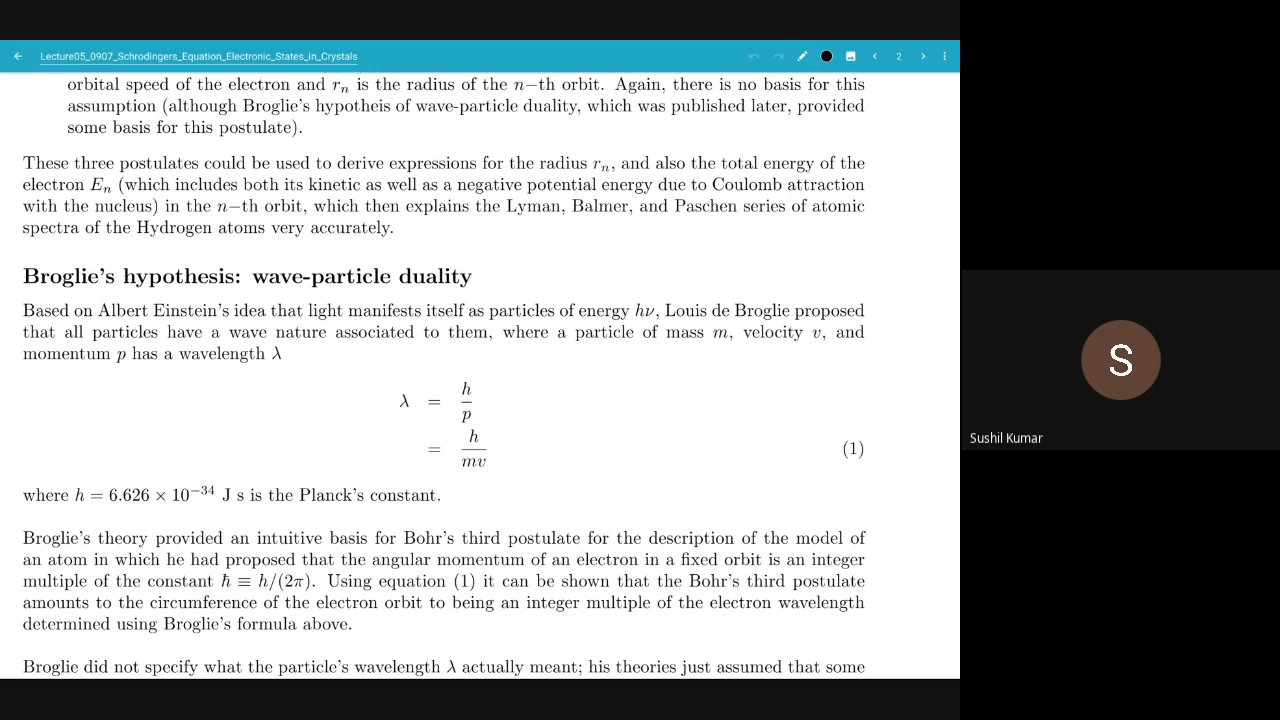 Lecture05_0907_Schrodingers_Equation_Electronic_States_in_Crystals
2
orbital speed of the electron and rₙ is the radius of the n−th orbit. Again, there is no basis for this
assumption (although Broglie's hypotheis of wave-particle duality, which was published later, provided
some basis for this postulate).
These three postulates could be used to derive expressions for the radius rₙ, and also the total energy of the
electron Eₙ (which includes both its kinetic as well as a negative potential energy due to Coulomb attraction
with the nucleus) in the n−th orbit, which then explains the Lyman, Balmer, and Paschen series of atomic
spectra of the Hydrogen atoms very accurately.
Broglie's hypothesis: wave-particle duality
Based on Albert Einstein's idea that light manifests itself as particles of energy hν, Louis de Broglie proposed
that all particles have a wave nature associated to them, where a particle of mass m, velocity v, and
momentum p has a wavelength λ
λ = h/p
= h/mv (1)
where h = 6.626 × 10⁻³⁴ J s is the Planck's constant.
Broglie's theory provided an intuitive basis for Bohr's third postulate for the description of the model of
an atom in which he had proposed that the angular momentum of an electron in a fixed orbit is an integer
multiple of the constant ℏ ≡ h/(2π). Using equation (1) it can be shown that the Bohr's third postulate
amounts to the circumference of the electron orbit to being an integer multiple of the electron wavelength
determined using Broglie's formula above.
Broglie did not specify what the particle's wavelength λ actually meant; his theories just assumed that some
S
Sushil Kumar